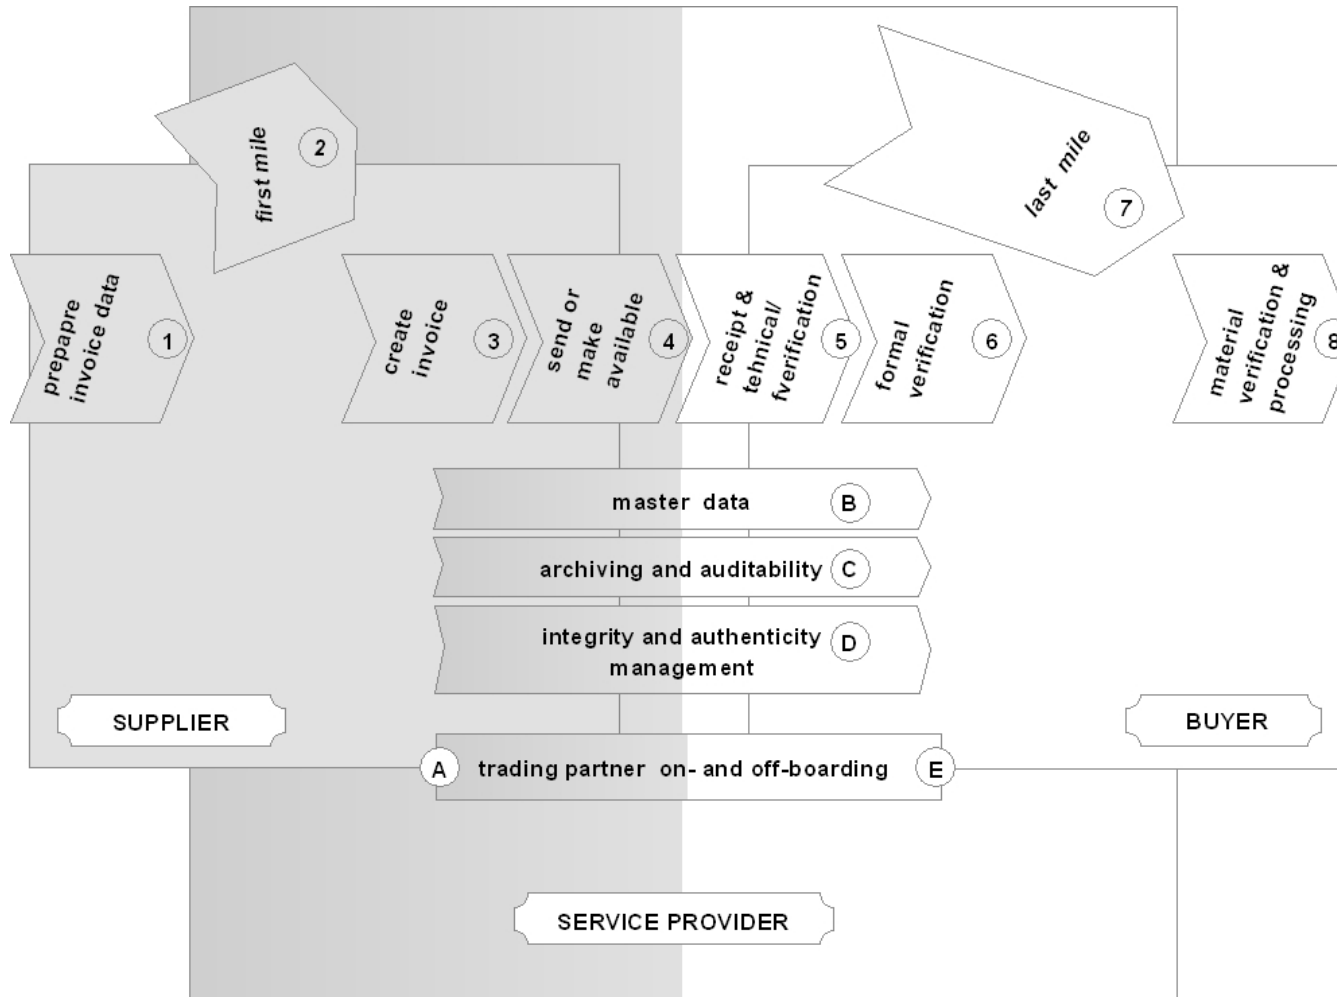 first mile
2
last mile
7
prepapre
invoice data
1
create
invoice
3
send or
make
available
4
receipt &
tehnical/
fverification
5
formal
verification
6
material
verification &
processing
8
master data
B
archiving and auditability
C
integrity and authenticity
management
D
SUPPLIER
BUYER
A
trading partner on- and off-boarding
E
SERVICE PROVIDER